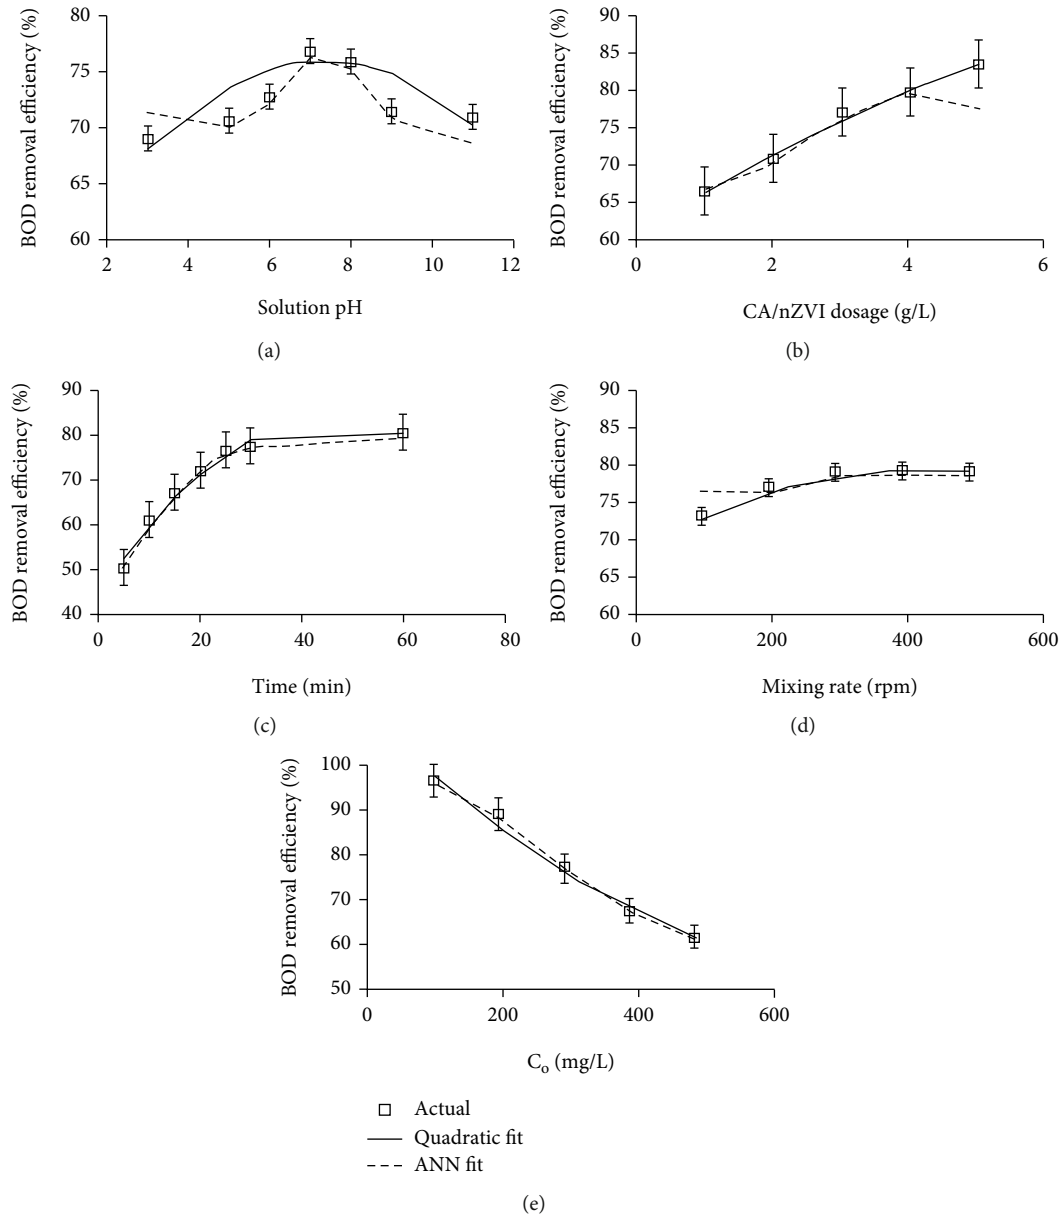 BOD removal efficiency (%)
80
75
70
65
60
2 4 6 8 10 12
Solution pH
(a)
BOD removal efficiency (%)
90
85
80
75
70
65
60
0 2 4 6
CA/nZVI dosage (g/L)
(b)
BOD removal efficiency (%)
90
80
70
60
50
40
0 20 40 60 80
Time (min)
(c)
BOD removal efficiency (%)
90
85
80
75
70
65
60
0 200 400 600
Mixing rate (rpm)
(d)
BOD removal efficiency (%)
100
90
80
70
60
50
0 200 400 600
Co (mg/L)
Actual
Quadratic fit
ANN fit
(e)